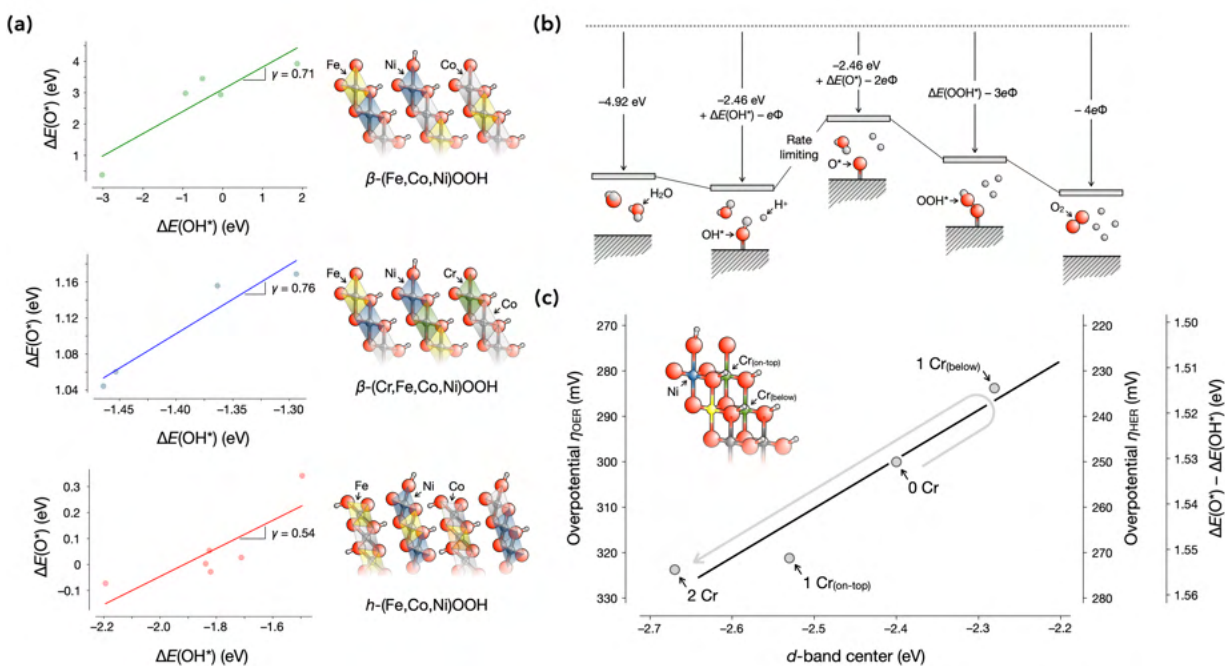 (a)
4
3
2
1
ΔE(O*) (eV)
γ = 0.71
−3
−2
−1
0
1
2
ΔE(OH*) (eV)
Fe
Ni
Co
β-(Fe,Co,Ni)OOH
1.16
1.12
1.08
1.04
ΔE(O*) (eV)
γ = 0.76
−1.45
−1.40
−1.35
−1.30
ΔE(OH*) (eV)
Fe
Ni
Cr
Co
β-(Cr,Fe,Co,Ni)OOH
0.3
0.2
0.1
0
−0.1
ΔE(O*) (eV)
γ = 0.54
−2.2
−2.0
−1.8
−1.6
ΔE(OH*) (eV)
Fe
Ni
Co
h-(Fe,Co,Ni)OOH
(b)
−4.92 eV
−2.46 eV
+ ΔE(OH*) − eΦ
−2.46 eV
+ ΔE(O*) − 2eΦ
ΔE(OOH*) − 3eΦ
− 4eΦ
Rate
limiting
H₂O
OH*
H⁺
O*
OOH*
O₂
(c)
270
280
290
300
310
320
330
Overpotential ηOER (mV)
Ni
Cr(on-top)
Cr(below)
1 Cr(below)
0 Cr
1 Cr(on-top)
2 Cr
−2.7
−2.6
−2.5
−2.4
−2.3
−2.2
d-band center (eV)
220
230
240
250
260
270
280
Overpotential ηHER (mV)
1.50
1.51
1.52
1.53
1.54
1.55
1.56
ΔE(O*) − ΔE(OH*) (eV)